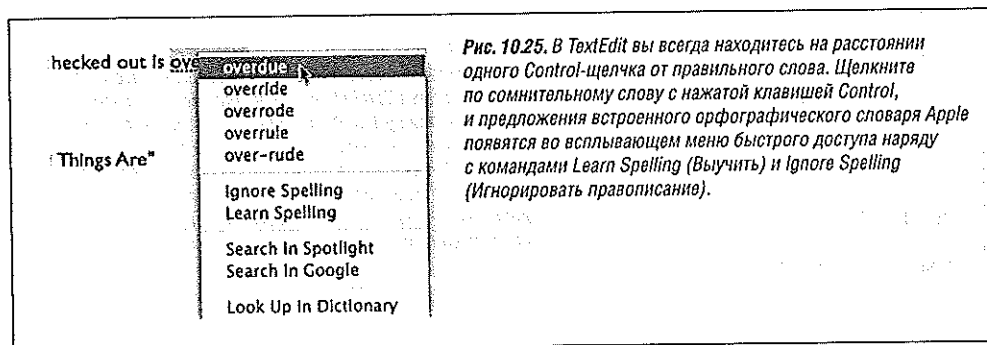 hecked out is ove
overdue
override
overrode
overrule
over-rude
Things Are"
Ignore Spelling
Learn Spelling
Search in Spotlight
Search in Google
Look Up in Dictionary
Рис. 10.25. В TextEdit вы всегда находитесь на расстоянии
одного Control-щелчка от правильного слова. Щелкните
по сомнительному слову с нажатой клавишей Control,
и предложения встроенного орфографического словаря Apple
появятся во всплывающем меню быстрого доступа наряду
с командами Learn Spelling (Выучить) и Ignore Spelling
(Игнорировать правописание).